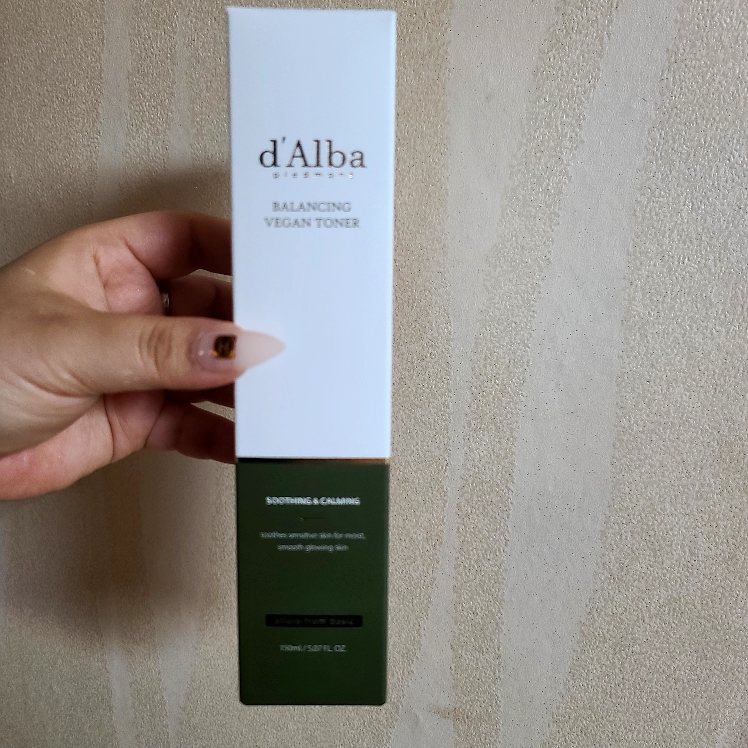 d'Alba
piedmont
BALANCING
VEGAN TONER
SOOTHING & CALMING
soothes sensitive skin for moist,
smooth glowing skin
150ml / 5.07 FL. OZ.